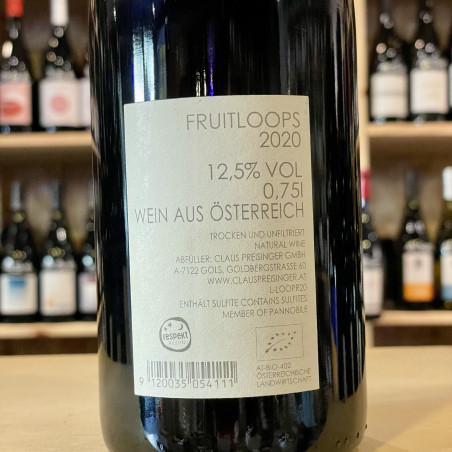 FRUITLOOPS
2020
12,5% VOL
0,75l
WEIN AUS ÖSTERREICH
TROCKEN UND UNFILTRIERT
NATURAL WINE
ABFÜLLER: CLAUS PREISINGER GMBH
A-7122 GOLS, GOLDBERGSTRASSE 60
WWW.CLAUSPREISINGER.AT
L-LOOPR20
ENTHÄLT SULFITE CONTAINS SULFITES
MEMBER OF PANNOBILE
respekt
9 120035 054111
AT-BIO-402
ÖSTERREICHISCHE
LANDWIRTSCHAFT